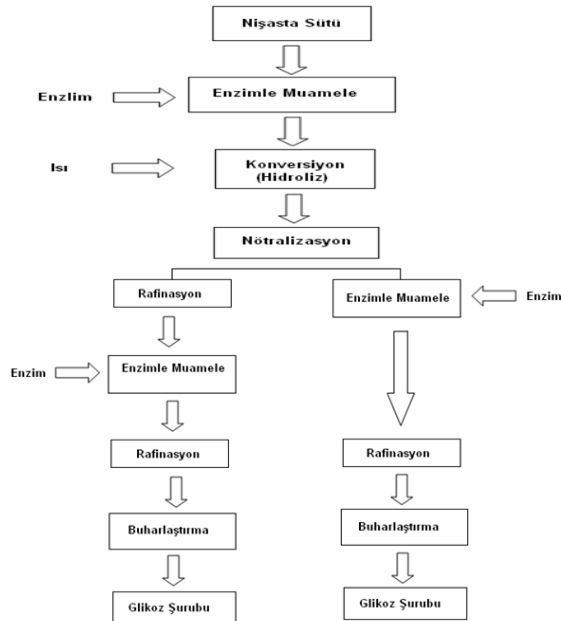 Nişasta Sütü
Enzlim
Enzimle Muamele
Isı
Konversiyon
(Hidroliz)
Nötralizasyon
Rafinasyon
Enzimle Muamele
Enzim
Enzim
Enzimle Muamele
Rafinasyon
Rafinasyon
Buharlaştırma
Buharlaştırma
Glikoz Şurubu
Glikoz Şurubu